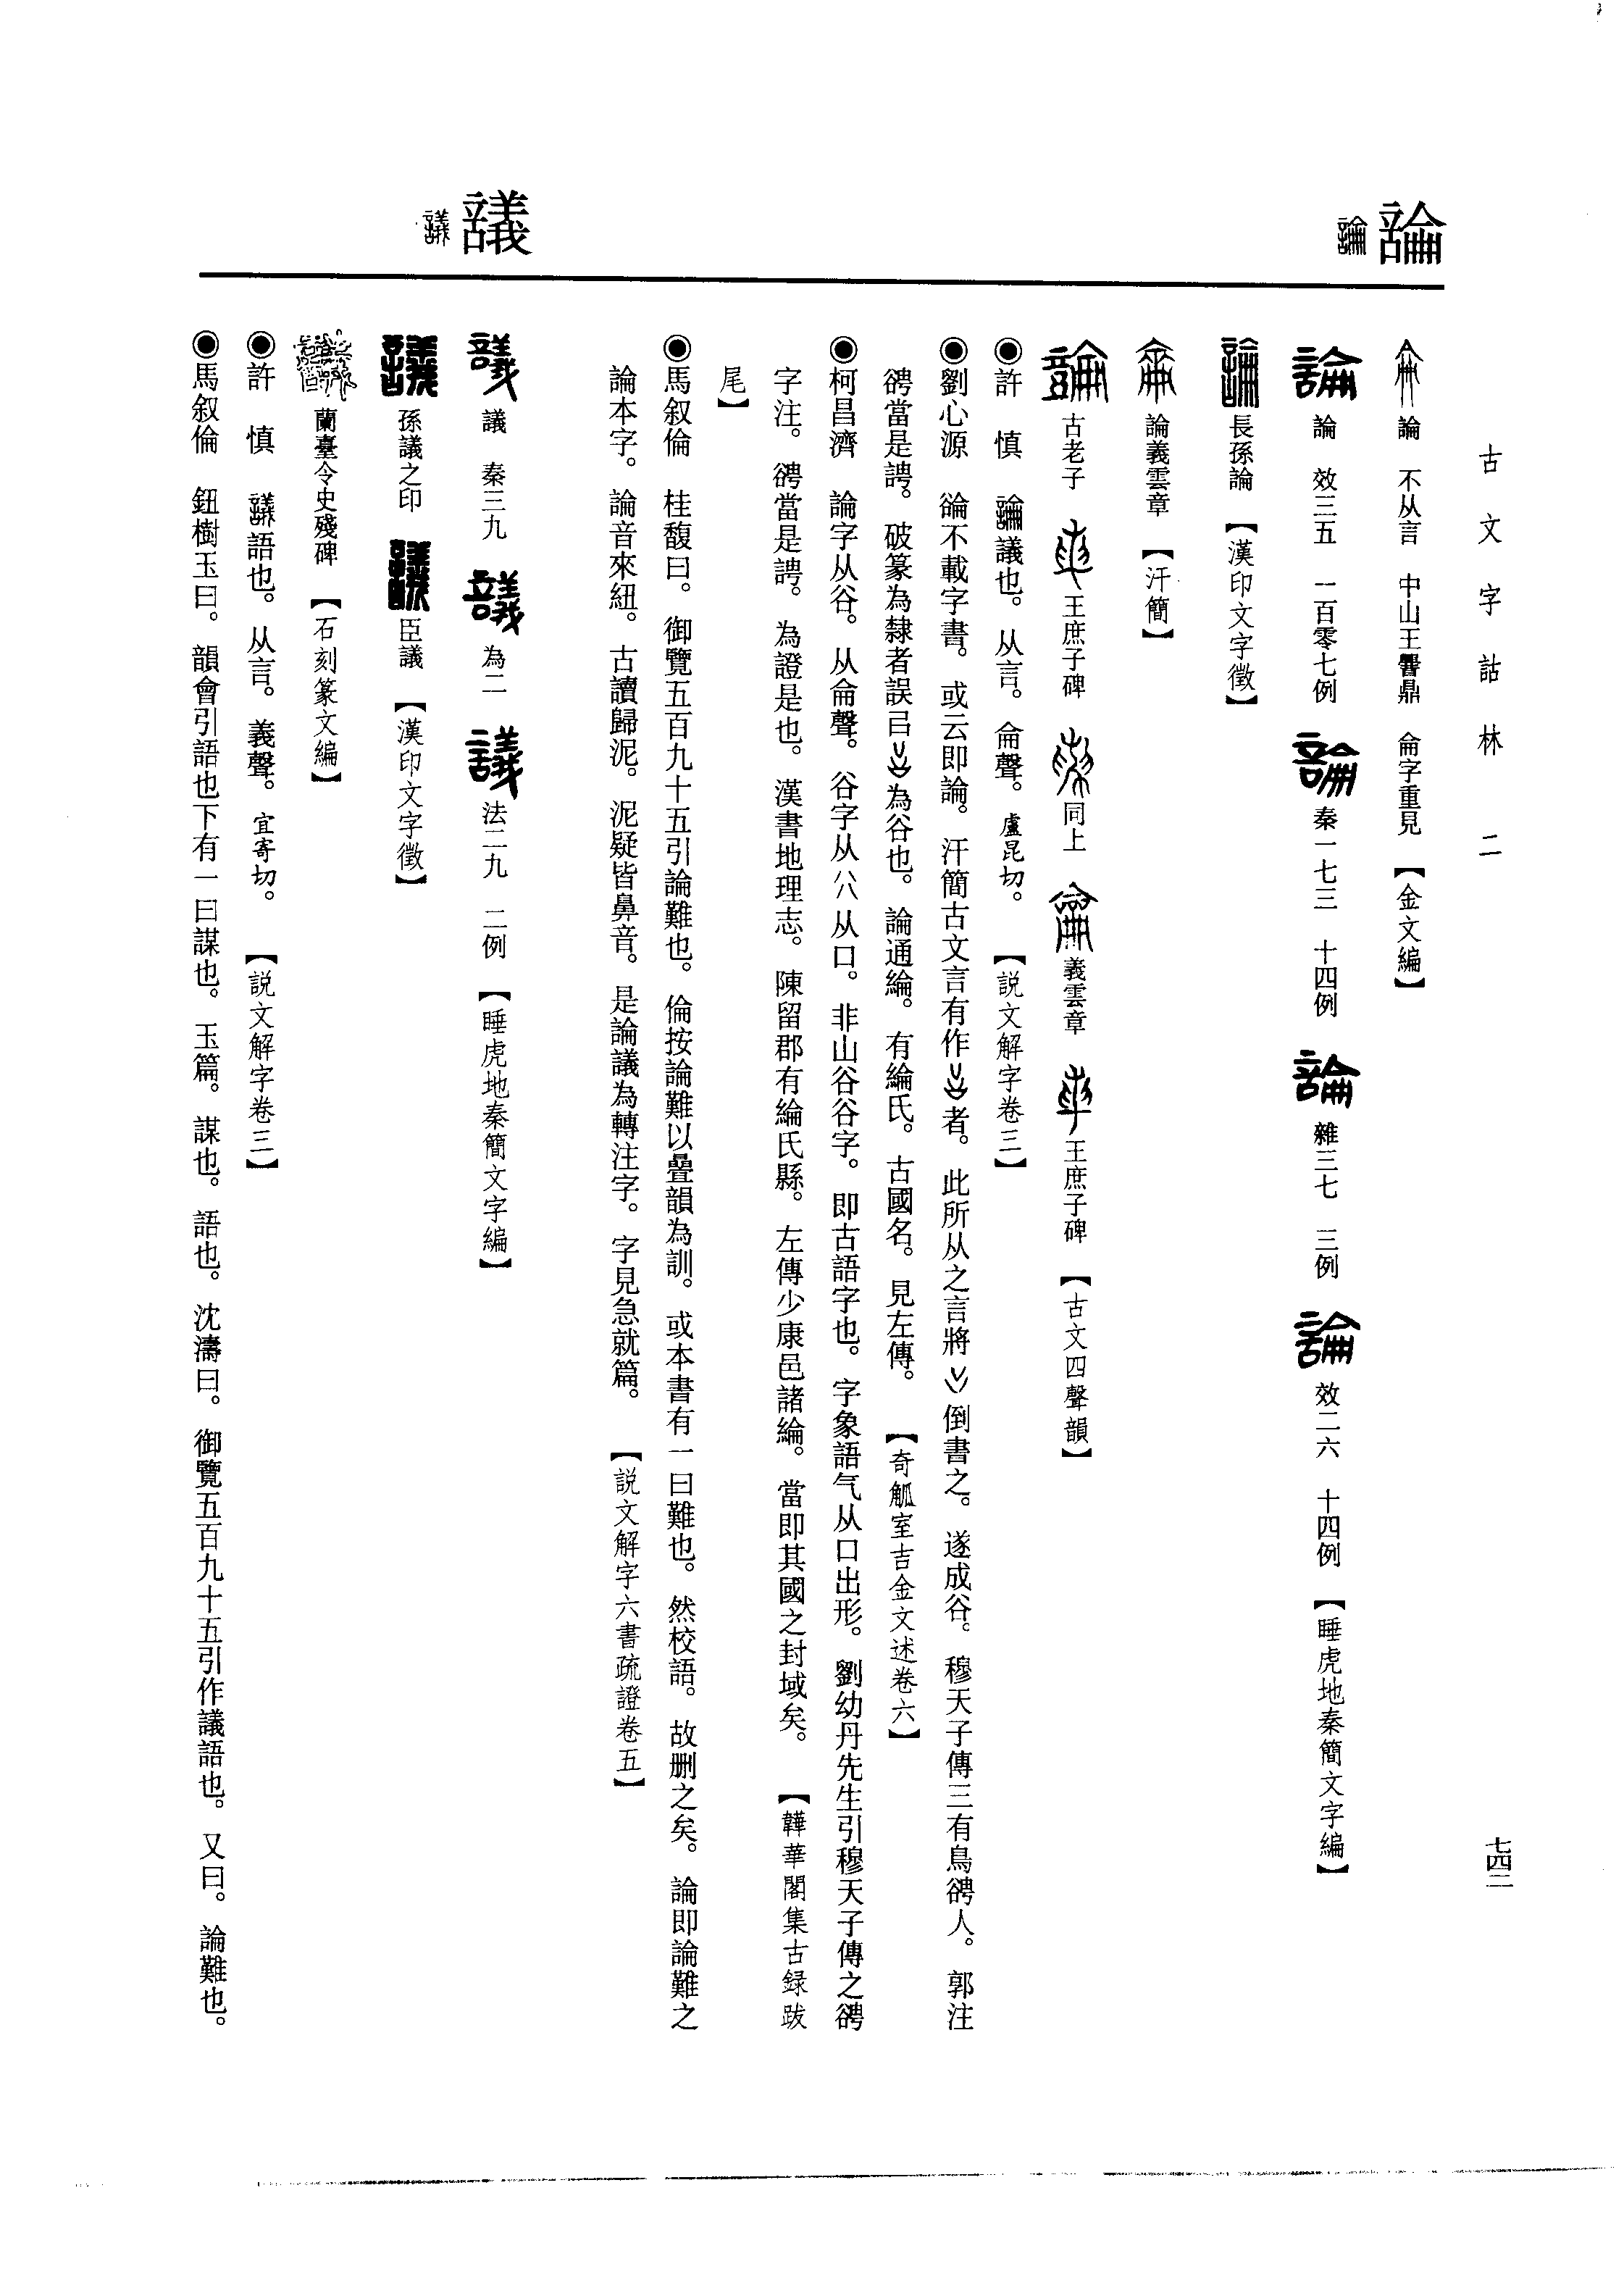 古文字詁林 二
七四二
論
論 不从言 中山王譻鼎 侖字重見 【金文編】
論 效三五 一百零七例 秦一七三 十四例 雜三七 三例 效二六 十四例 【睡虎地秦簡文字編】
長孫論 【漢印文字徵】
論義雲章 【汗簡】
古老子 王庶子碑 同上 義雲章 王庶子碑 【古文四聲韻】
◉許 慎 論議也。从言。侖聲。盧昆切。 【説文解字卷三】
◉劉心源 不載字書。或云即論。汗簡古文言有作 者。此所从之言將 倒書之。遂成谷。穆天子傳三有鳥 人。郭注
當是謣。破篆為隸者誤㠯 為谷也。論通綸。有綸氏。古國名。見左傳。 【奇觚室吉金文述卷六】
◉柯昌濟 論字从谷。从侖聲。谷字从 从口。非山谷谷字。即古語字也。字象語气从口出形。劉幼丹先生引穆天子傳之
字注。 當是謣。為證是也。漢書地理志。陳留郡有綸氏縣。左傳少康邑諸綸。當即其國之封域矣。 【韡華閣集古録跋
尾】
◉馬叙倫 桂馥曰。御覽五百九十五引論難也。倫按論難以疊韻為訓。或本書有一曰難也。然校語。故删之矣。論即論難之
論本字。論音來紐。古讀歸泥。泥疑皆鼻音。是論議為轉注字。字見急就篇。 【説文解字六書疏證卷五】
議
議 秦三九 為二 法二九 二例 【睡虎地秦簡文字編】
孫議之印 臣議 【漢印文字徵】
蘭臺令史殘碑 【石刻篆文編】
◉許 慎 議語也。从言。義聲。宜寄切。 【説文解字卷三】
◉馬叙倫 鈕樹玉曰。韻會引語也下有一曰謀也。玉篇。謀也。語也。沈濤曰。御覽五百九十五引作議語也。又曰。論難也。